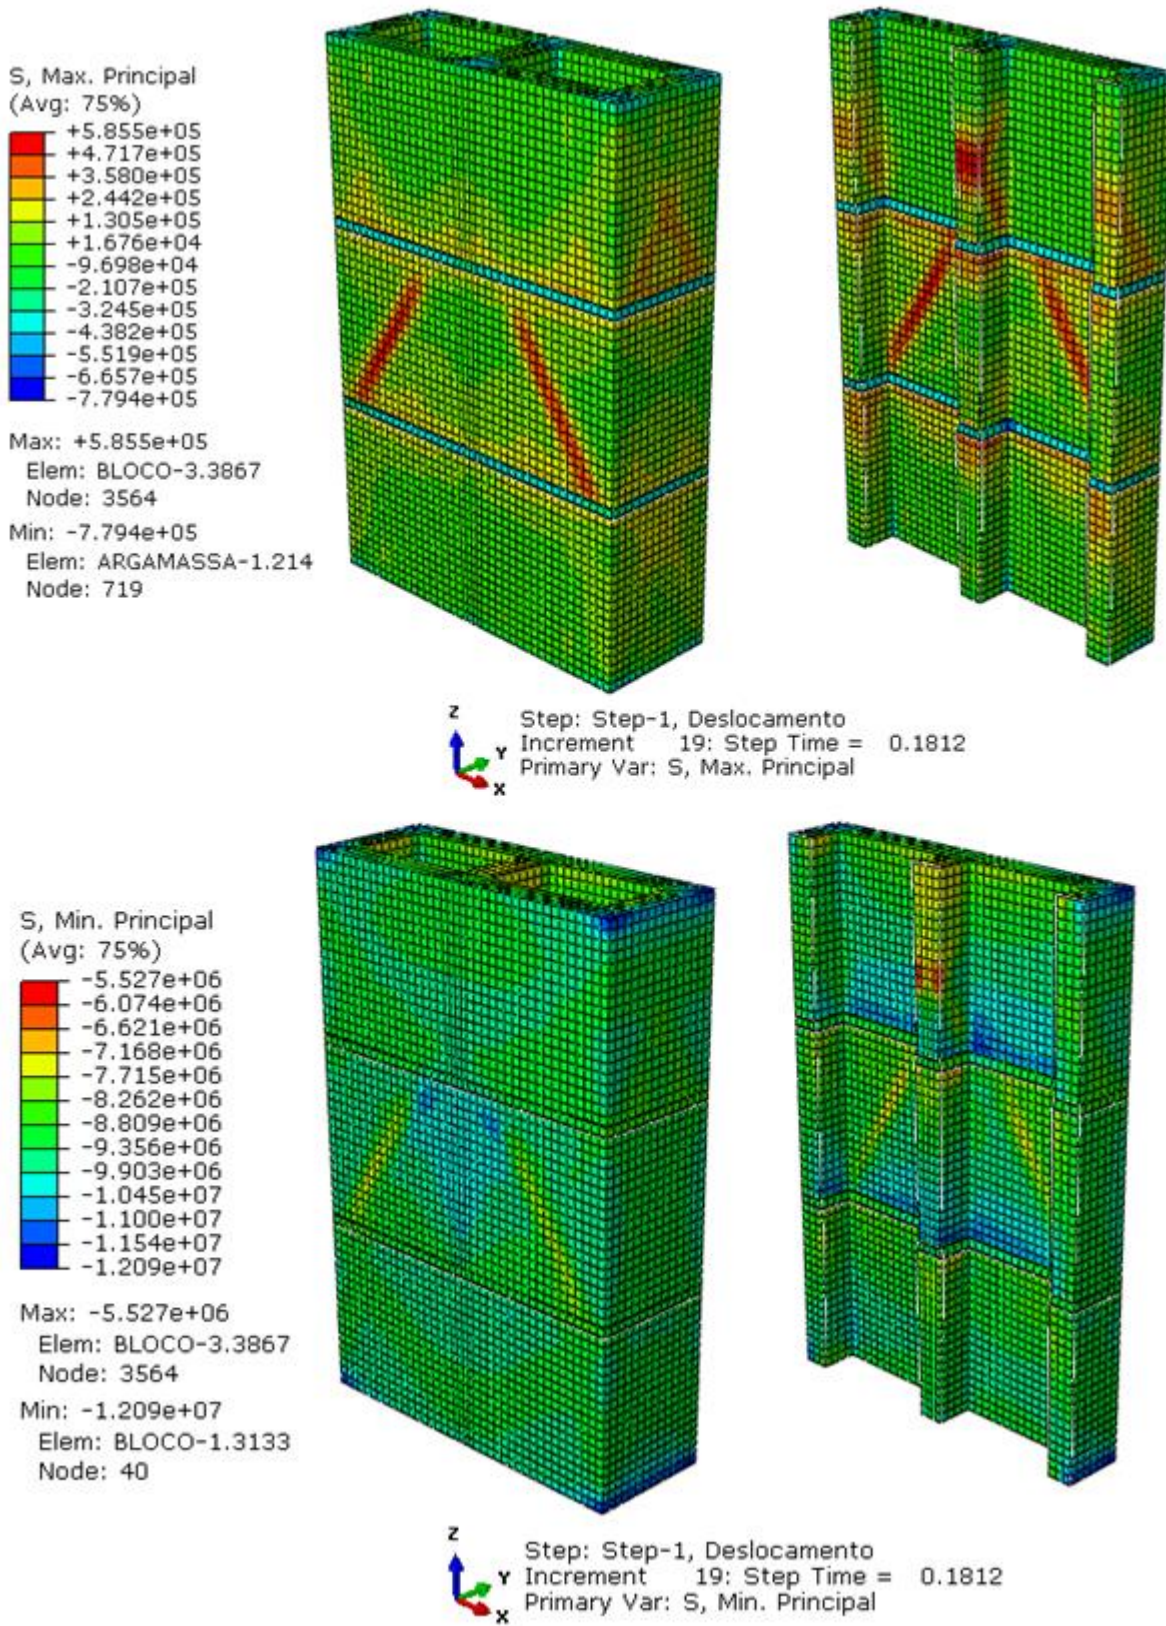 S, Max. Principal
(Avg: 75%)
+5.855e+05
+4.717e+05
+3.580e+05
+2.442e+05
+1.305e+05
+1.676e+04
-9.698e+04
-2.107e+05
-3.245e+05
-4.382e+05
-5.519e+05
-6.657e+05
-7.794e+05
Max: +5.855e+05
Elem: BLOCO-3.3867
Node: 3564
Min: -7.794e+05
Elem: ARGAMASSA-1.214
Node: 719
Z
Y
X
Step: Step-1, Deslocamento
Increment 19: Step Time = 0.1812
Primary Var: S, Max. Principal
S, Min. Principal
(Avg: 75%)
-5.527e+06
-6.074e+06
-6.621e+06
-7.168e+06
-7.715e+06
-8.262e+06
-8.809e+06
-9.356e+06
-9.903e+06
-1.045e+07
-1.100e+07
-1.154e+07
-1.209e+07
Max: -5.527e+06
Elem: BLOCO-3.3867
Node: 3564
Min: -1.209e+07
Elem: BLOCO-1.3133
Node: 40
Z
Y
X
Step: Step-1, Deslocamento
Increment 19: Step Time = 0.1812
Primary Var: S, Min. Principal